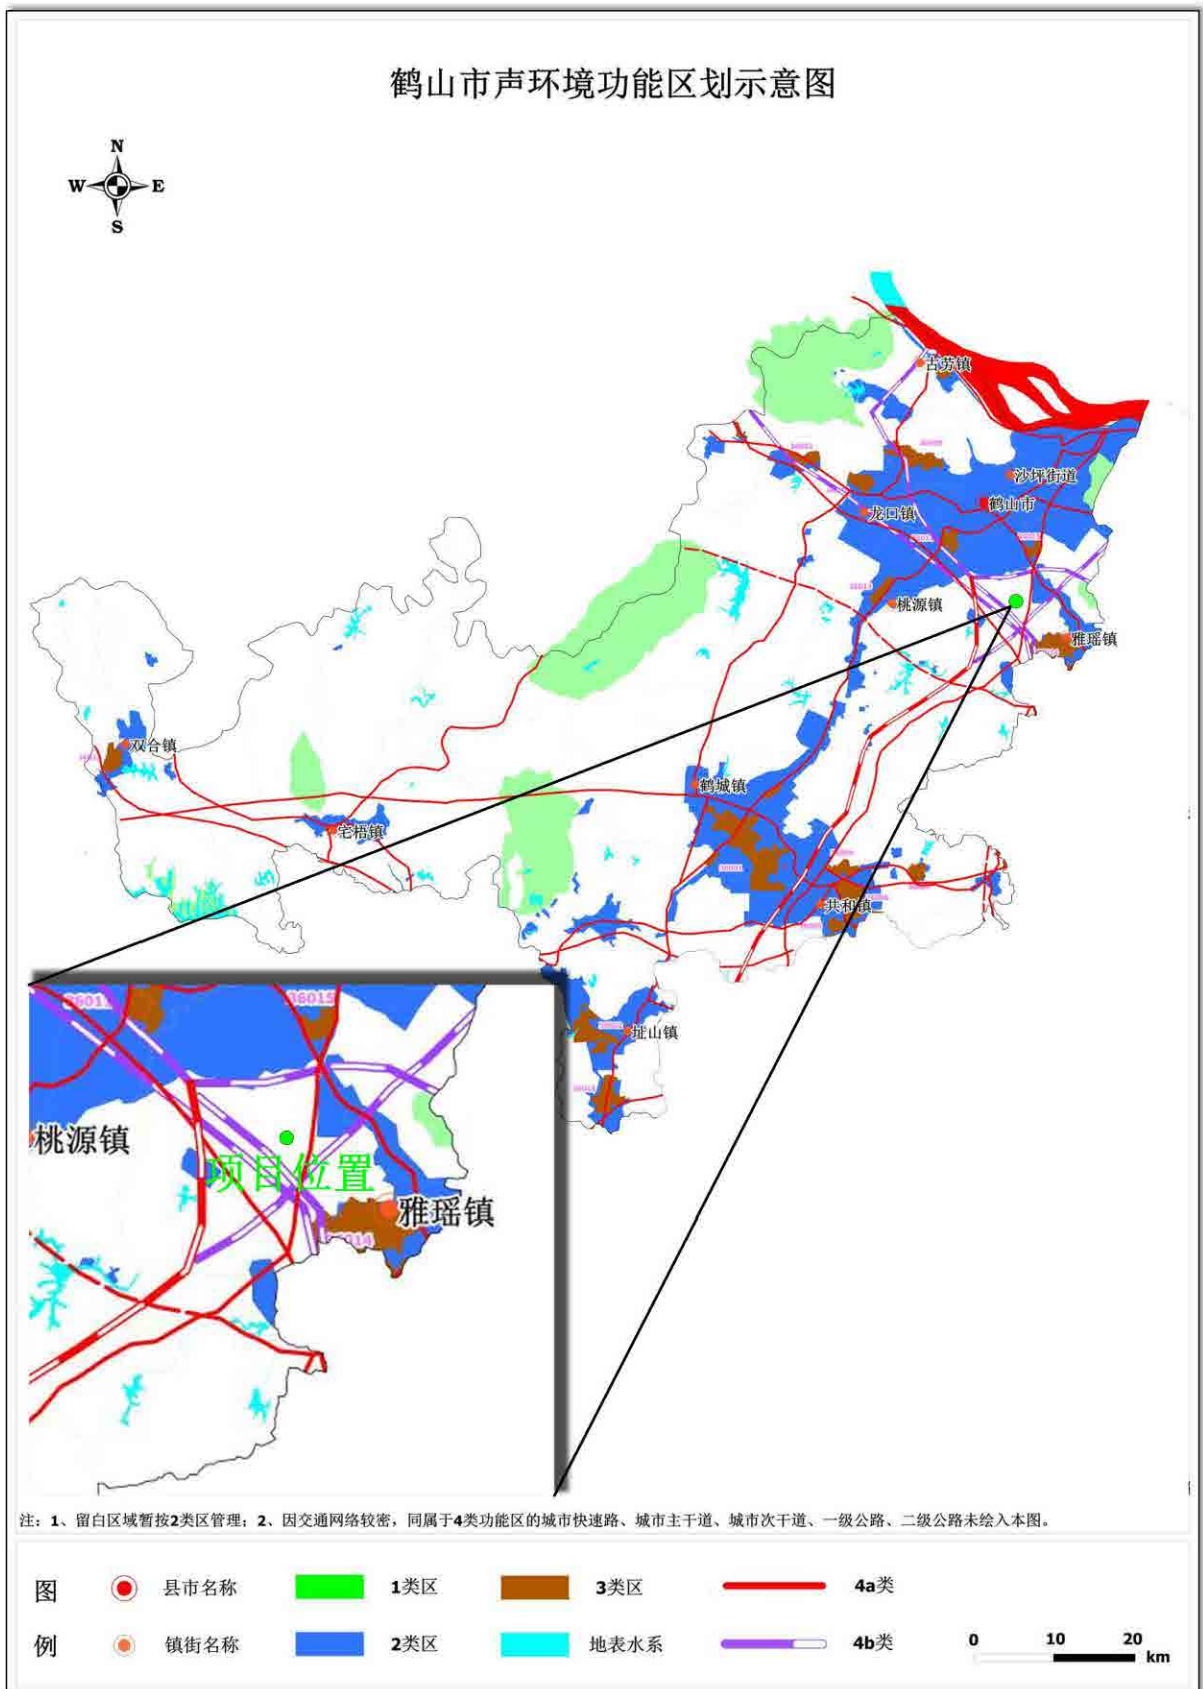 鹤山市声环境功能区划示意图
N
W E
S
古劳镇
沙坪街道
鹤山市
龙口镇
桃源镇
雅瑶镇
双合镇
鹤城镇
宅梧镇
共和镇
址山镇
36015
桃源镇
项目位置
雅瑶镇
注：1、留白区域暂按2类区管理；2、因交通网络较密，同属于4类功能区的城市快速路、城市主干道、城市次干道、一级公路、二级公路未绘入本图。
图 县市名称 1类区 3类区 4a类
例 镇街名称 2类区 地表水系 4b类
0 10 20
km